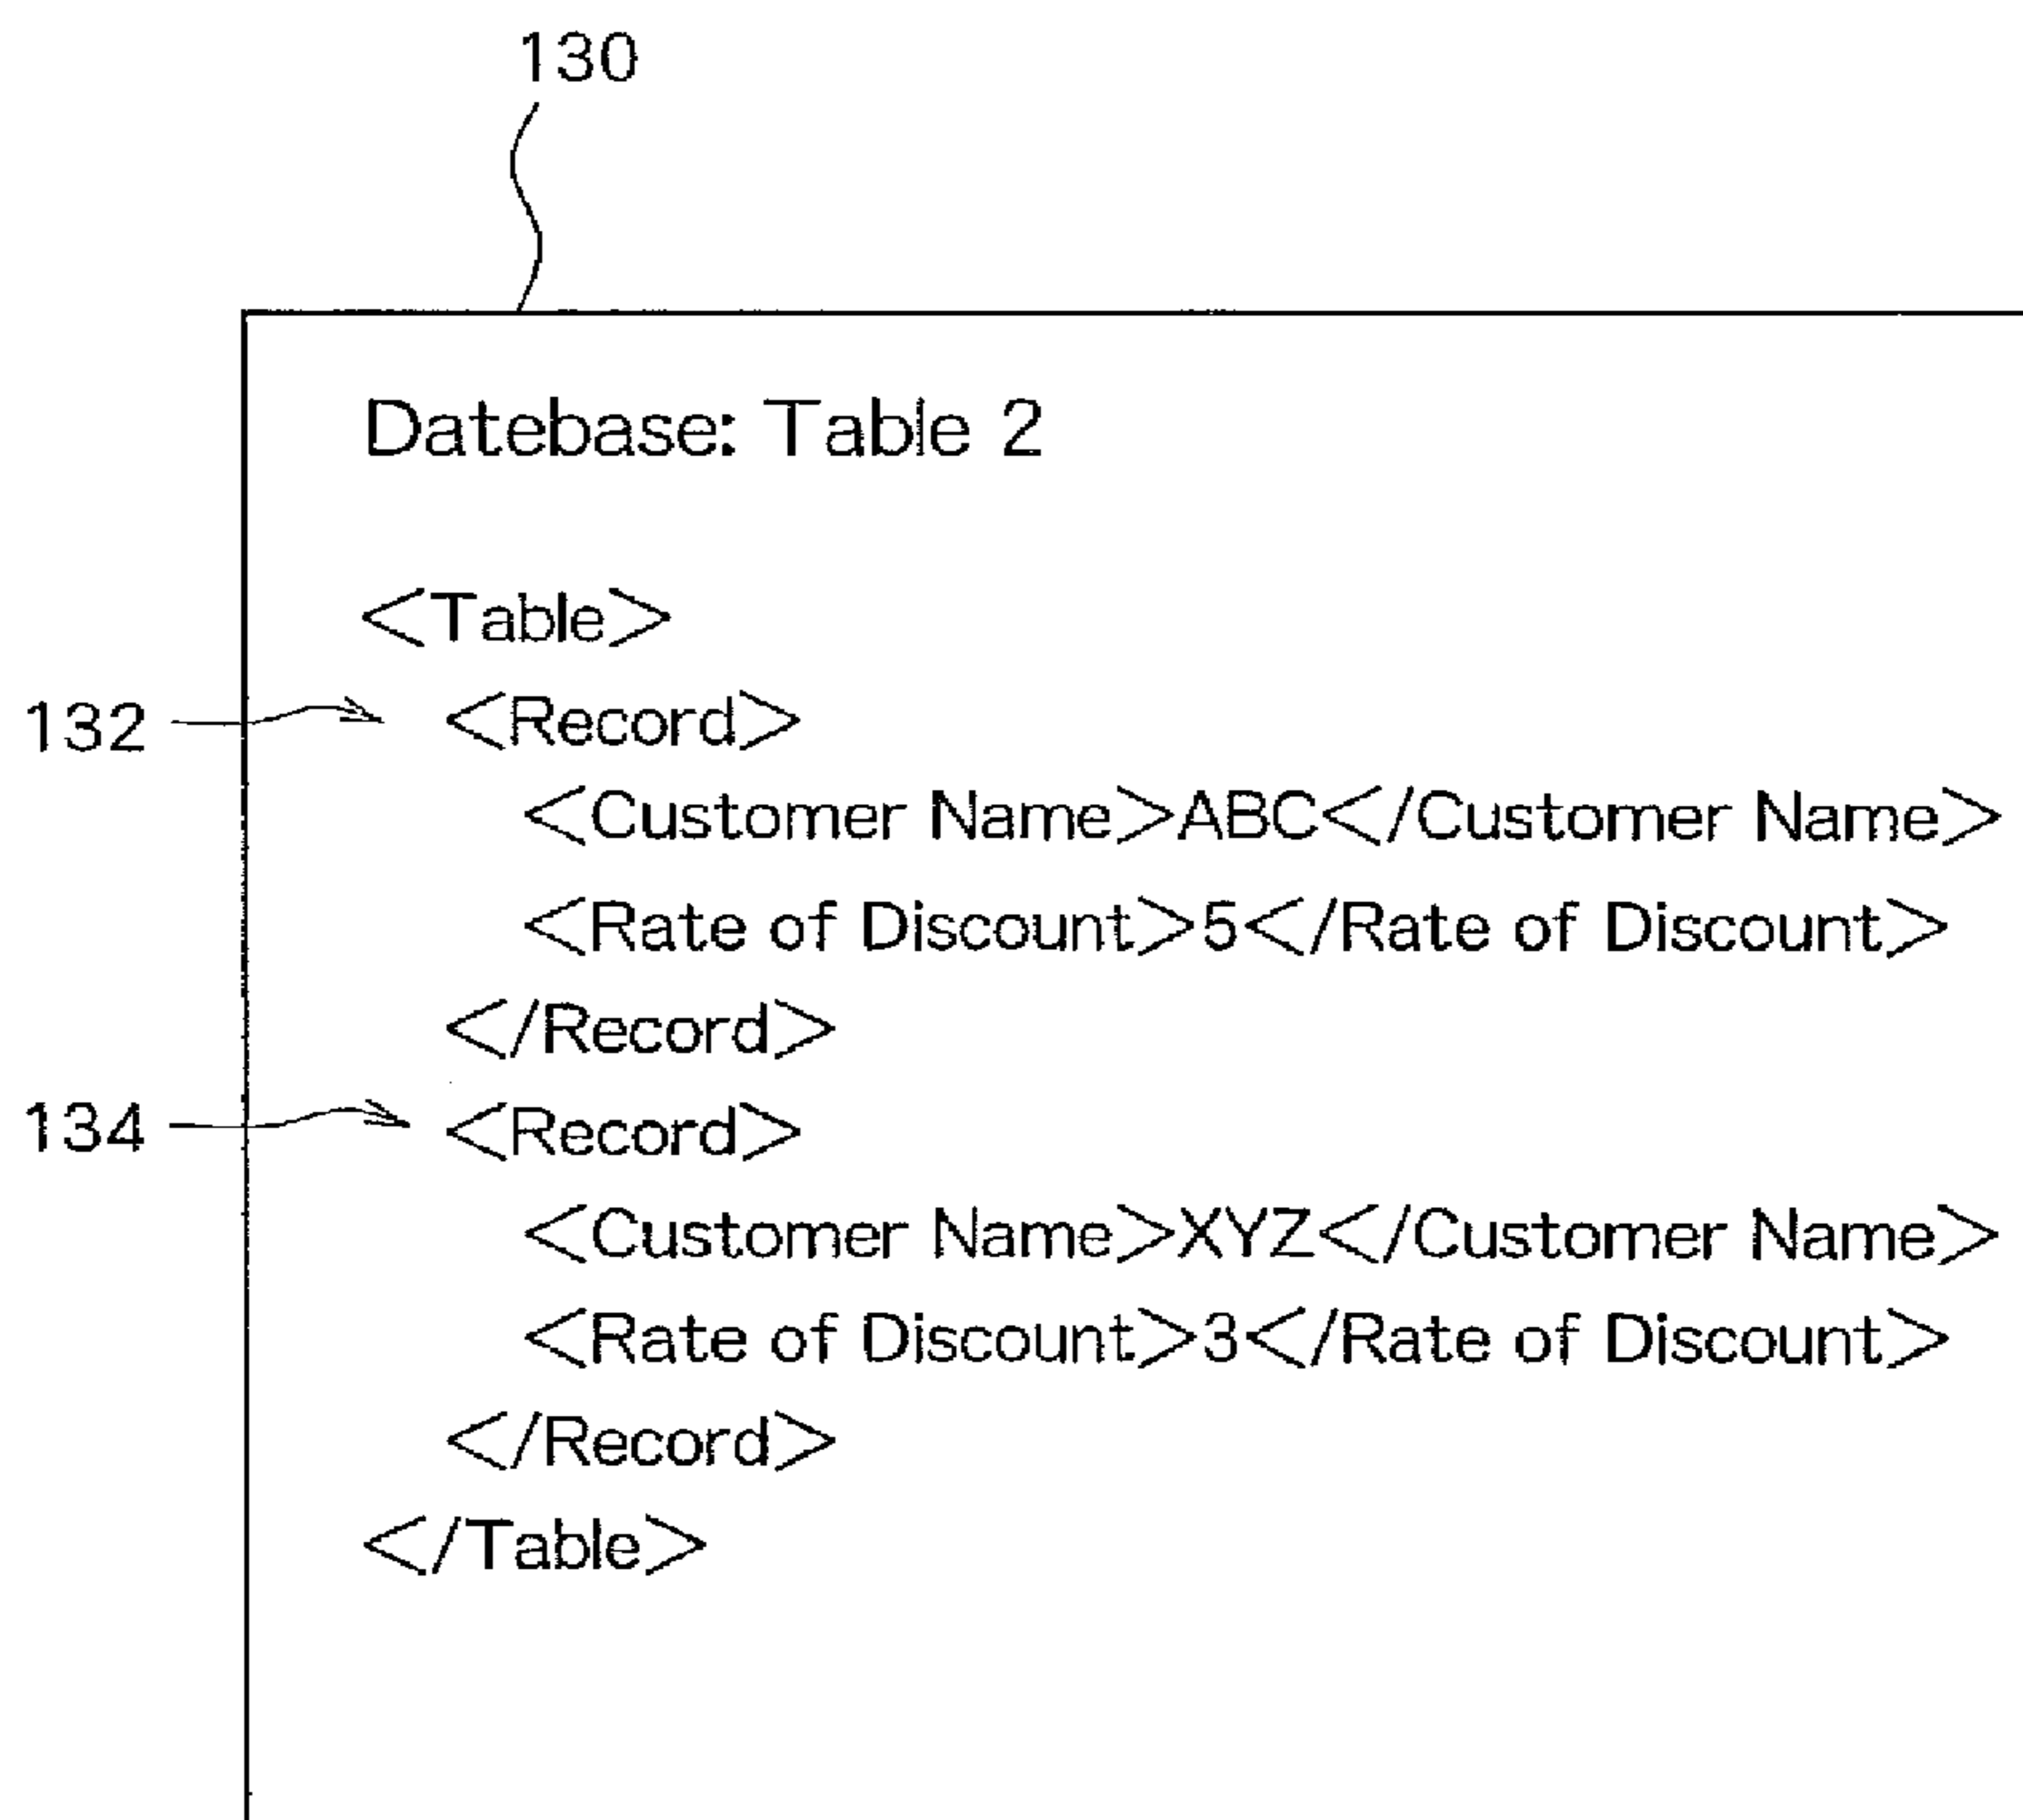 130
Datebase: Table 2
<Table>
132
<Record>
<Customer Name>ABC</Customer Name>
<Rate of Discount>5</Rate of Discount>
</Record>
134
<Record>
<Customer Name>XYZ</Customer Name>
<Rate of Discount>3</Rate of Discount>
</Record>
</Table>